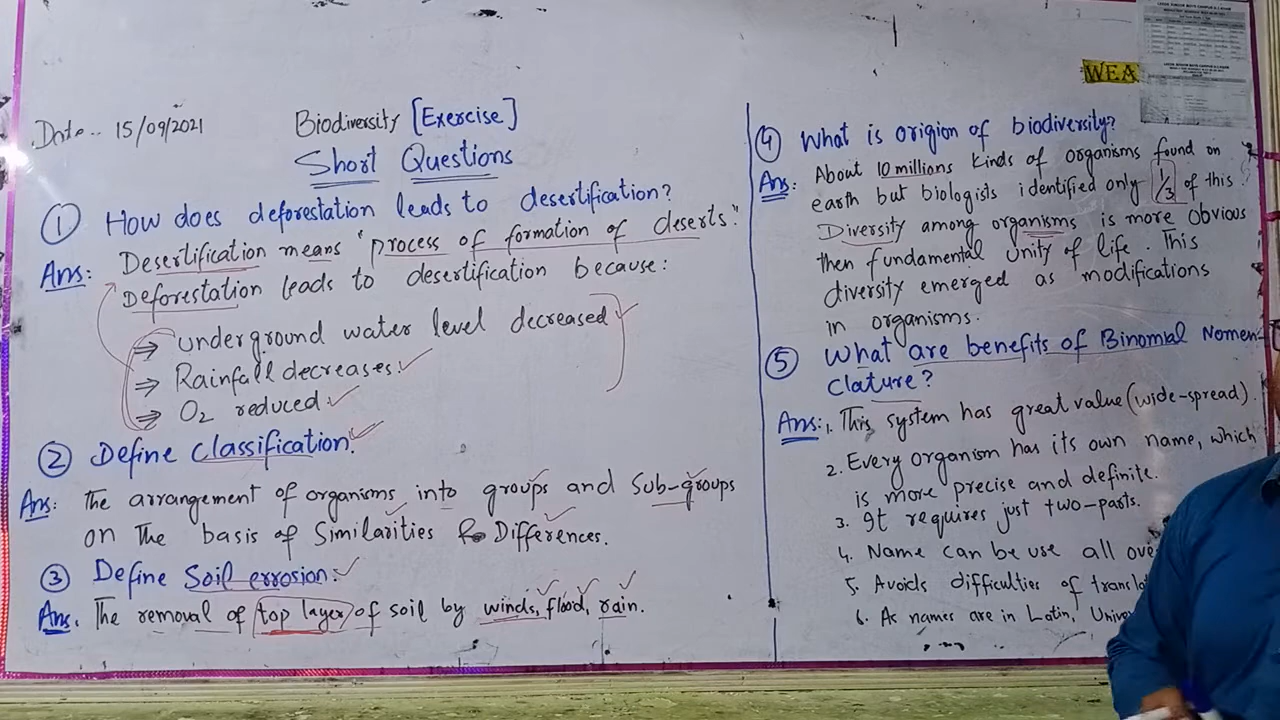 Date:- 15/09/2021
Biodiversity [Exercise]
Short Questions
① How does deforestation leads to desertification?
Ans: Desertification means "process of formation of deserts."
Deforestation leads to desertification because:
⇒ underground water level decreased
⇒ Rainfall decreases.
⇒ O2 reduced.
② Define classification.
Ans: The arrangement of organisms into groups and sub-groups
on the basis of similarities & Differences.
③ Define Soil errosion.
Ans. The removal of top layer of soil by winds, flood, rain.
④ What is origion of biodiversity?
Ans: About 10 millions kinds of organisms found on
earth but biologists identified only 1/3 of this.
Diversity among organisms is more obvious
then fundamental unity of life. This
diversity emerged as modifications
in organisms.
⑤ What are benefits of Binomial Nomen-
clature?
Ans: 1. This system has great value (wide-spread).
2. Every organism has its own name, which
is more precise and definite.
3. It requires just two-parts.
4. Name can be use all
5. Avoids difficulties of
6. As names are in Latin,
WEA